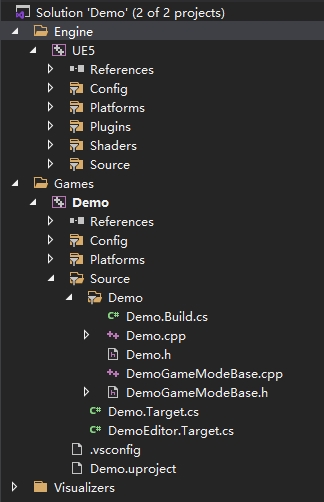 Solution 'Demo' (2 of 2 projects)
Engine
UE5
References
Config
Platforms
Plugins
Shaders
Source
Games
Demo
References
Config
Platforms
Source
Demo
C# Demo.Build.cs
++ Demo.cpp
h Demo.h
++ DemoGameModeBase.cpp
h DemoGameModeBase.h
C# Demo.Target.cs
C# DemoEditor.Target.cs
.vsconfig
Demo.uproject
Visualizers